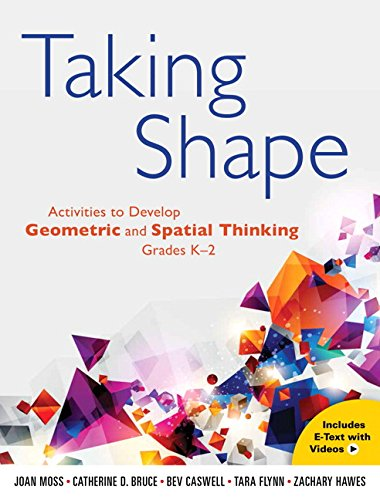 Taking
Shape
Activities to Develop
Geometric and Spatial Thinking
Grades K–2
Includes
E-Text with
Videos
JOAN MOSS • CATHERINE D. BRUCE • BEV CASWELL • TARA FLYNN • ZACHARY HAWES